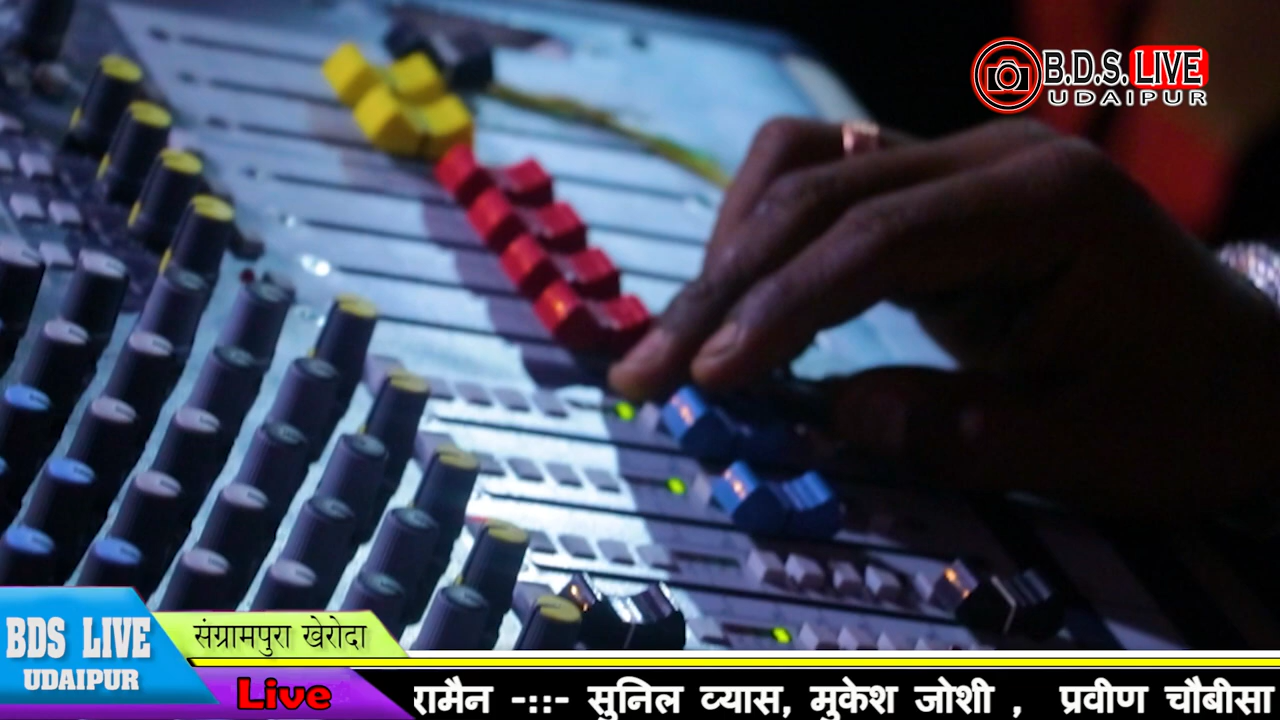 B.D.S. LIVE
UDAIPUR
BDS LIVE
UDAIPUR
संग्रामपुरा खेरोदा
Live
रामैन -::- सुनिल व्यास, मुकेश जोशी , प्रवीण चौबीसा